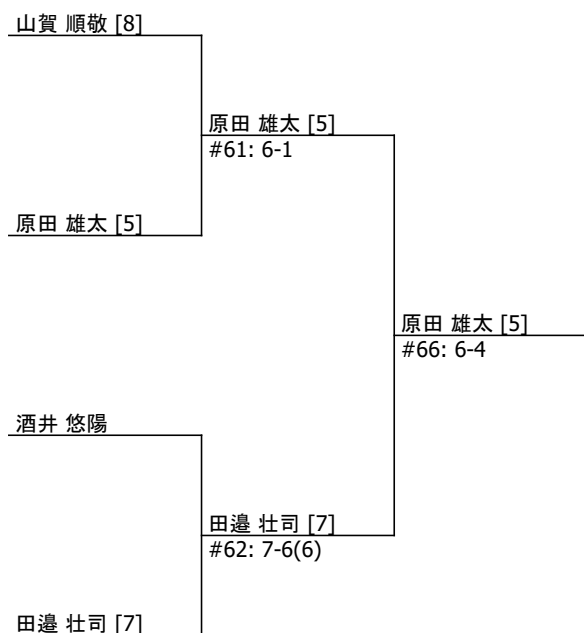 山賀 順敬 [8]
原田 雄太 [5]
#61: 6-1
原田 雄太 [5]
原田 雄太 [5]
#66: 6-4
酒井 悠陽
田邉 壮司 [7]
#62: 7-6(6)
田邉 壮司 [7]